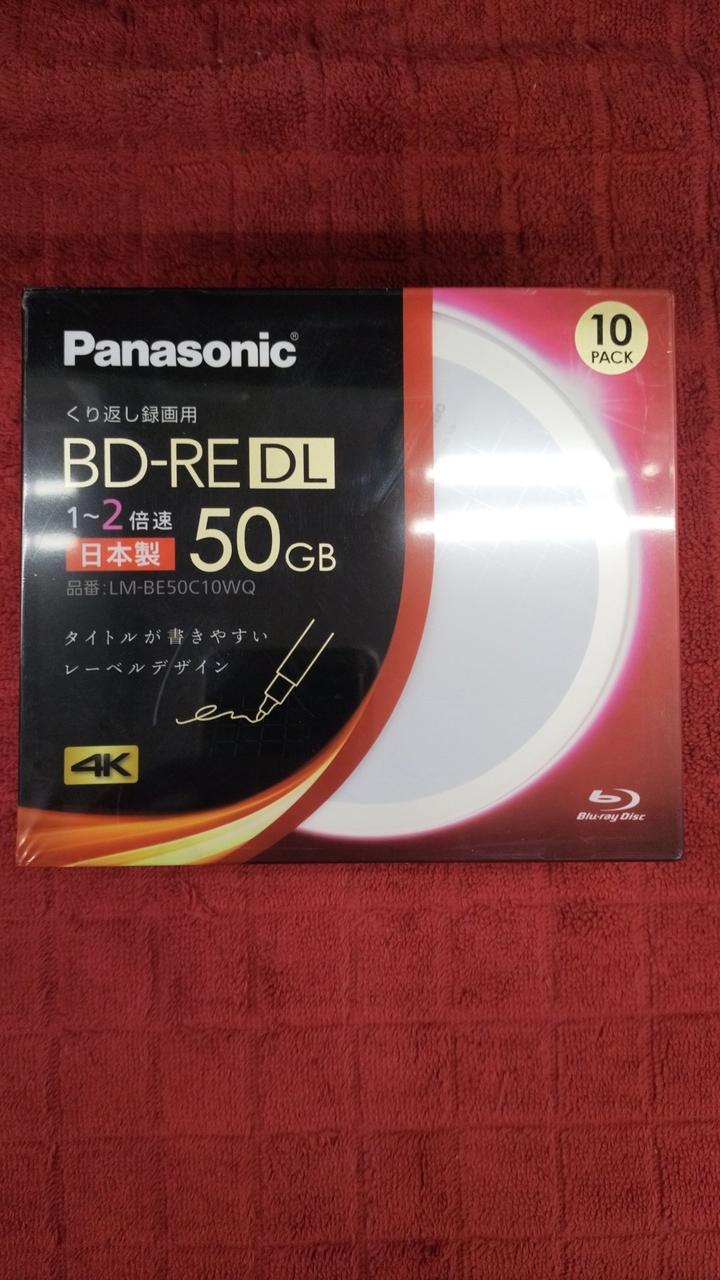 Panasonic®
10
PACK
くり返し録画用
BD-RE DL
1~2倍速
50GB
日本製
品番:LM-BE50C10WQ
タイトルが書きやすい
レーベルデザイン
4K
Blu-ray Disc